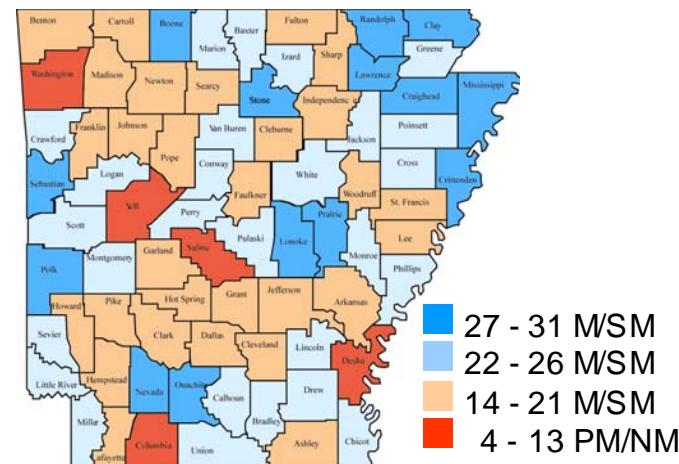 Benton
Carroll
Boone
Marion
Baxter
Fulton
Randolph
Clay
Greene
Izard
Sharp
Lawrence
Washington
Madison
Newton
Searcy
Stone
Independenc
Craighead
Mississippi
Crawford
Franklin
Johnson
Pope
Van Buren
Cleburne
Jackson
Poinsett
Logan
Conway
White
Cross
Crittenden
Sebastian
Yell
Faulkner
Woodruff
St. Francis
Scott
Perry
Pulaski
Lonoke
Prairie
Lee
Polk
Montgomery
Garland
Saline
Monroe
Phillips
Howard
Pike
Hot Spring
Grant
Jefferson
Arkansas
Sevier
Clark
Dallas
Cleveland
Lincoln
Desha
Little River
Hempstead
Nevada
Ouachita
Calhoun
Drew
Miller
Bradley
Lafayette
Columbia
Union
Ashley
Chicot
27 - 31 M/SM
22 - 26 M/SM
14 - 21 M/SM
4 - 13 PM/NM